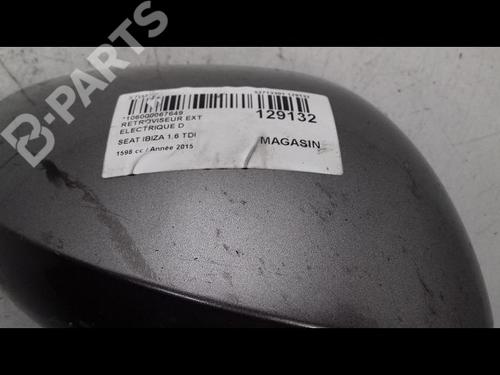 B-PARTS
*106000067649
RETROVISEUR EXT
ELECTRIQUE D
SEAT IBIZA 1.6 TDI
1598 cc / Année 2015
129132
MAGASIN